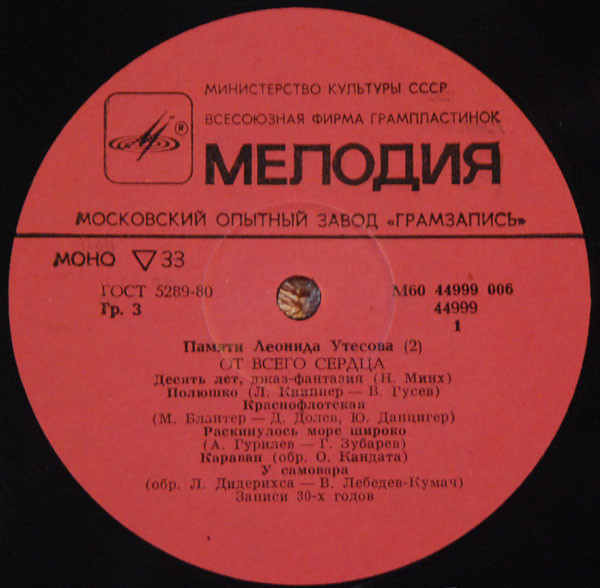 МИНИСТЕРСТВО КУЛЬТУРЫ СССР
ВСЕСОЮЗНАЯ ФИРМА ГРАМПЛАСТИНОК
®
МЕЛОДИЯ
МОСКОВСКИЙ ОПЫТНЫЙ ЗАВОД «ГРАМЗАПИСЬ»
МОНО ▽ 33
ГОСТ 5289-80
Гр. 3
М60 44999 006
44999
1
Памяти Леонида Утесова (2)
ОТ ВСЕГО СЕРДЦА
Десять лет, джаз-фантазия (Н. Минх)
Полюшко (Л. Книппер — В. Гусев)
Краснофлотская
(М. Блантер — Д. Долев, Ю. Данцигер)
Раскинулось море широко
(А. Гурилев — Г. Зубарев)
Караван (обр. О. Кандата)
У самовара
(обр. Л. Дидерихса — В. Лебедев-Кумач)
Записи 30-х годов